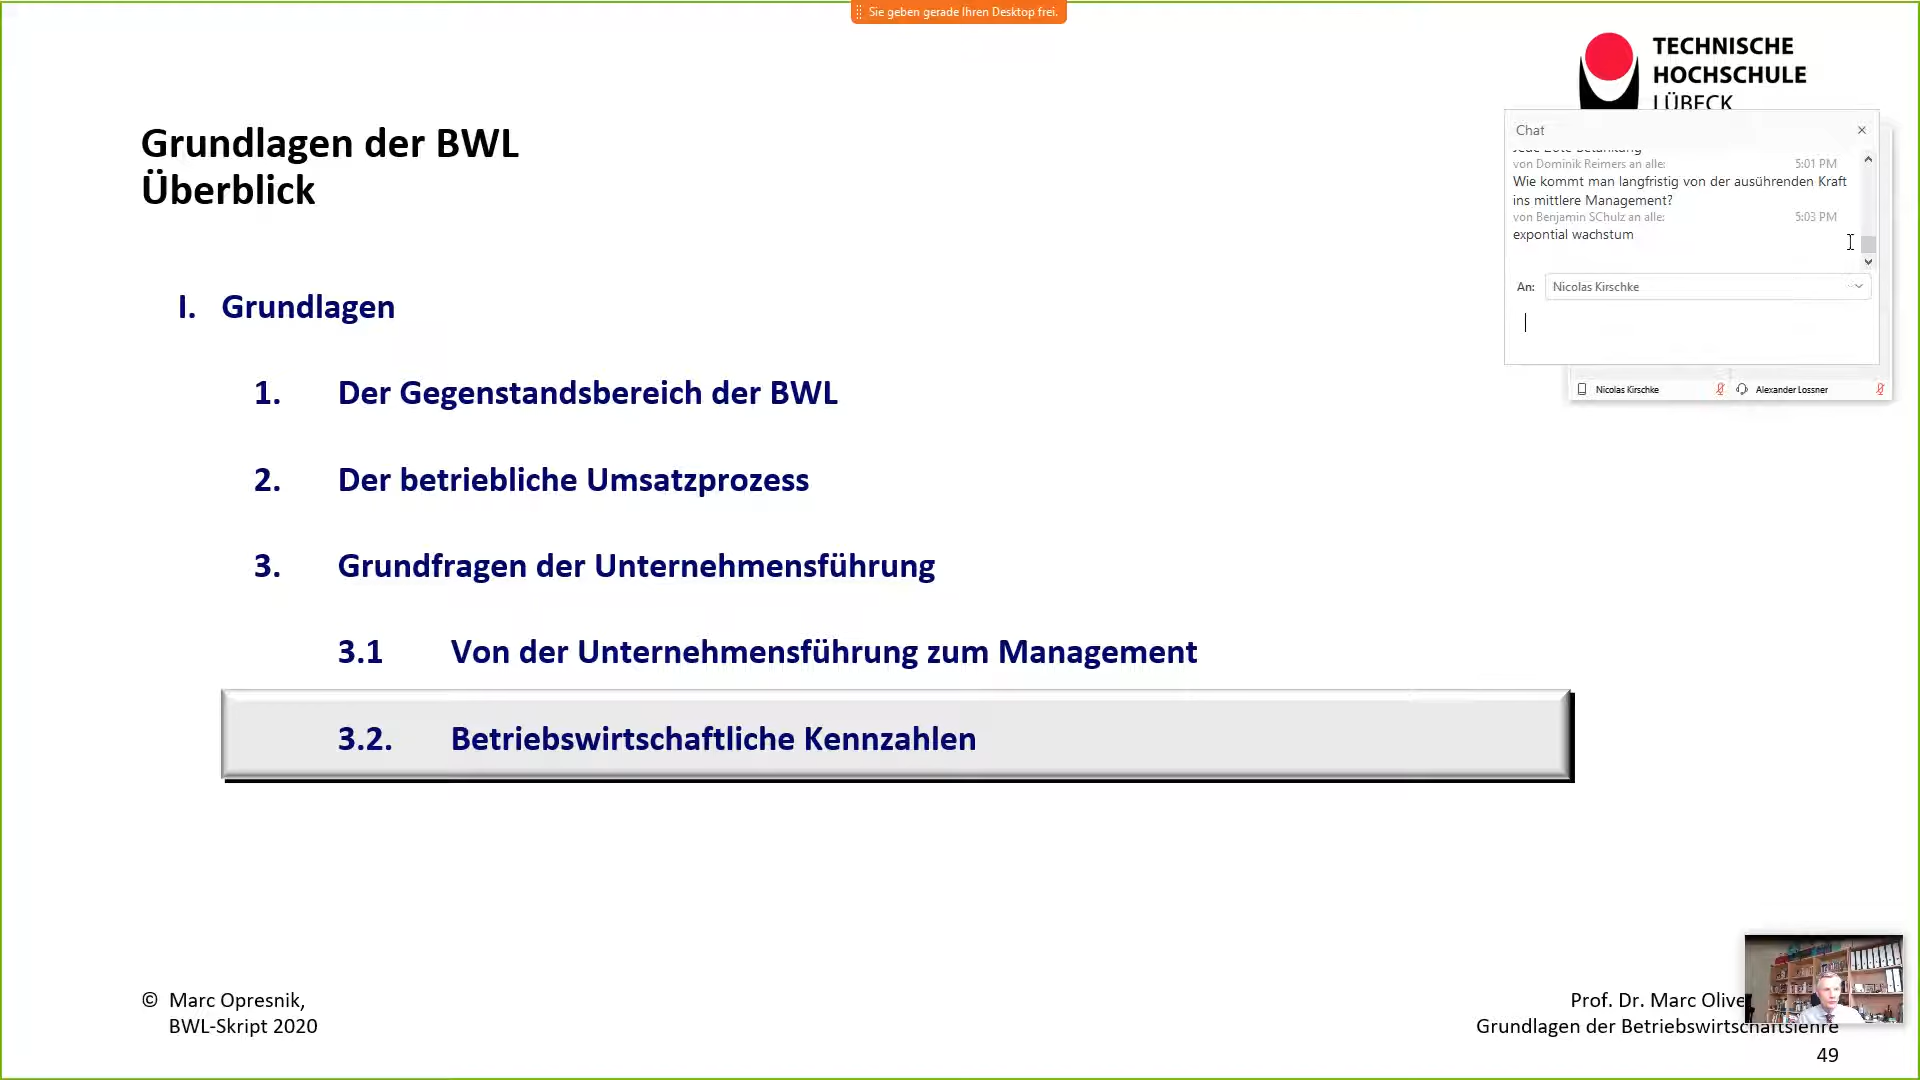 Sie geben gerade Ihren Desktop frei.
TECHNISCHE
HOCHSCHULE
LÜBECK
Grundlagen der BWL
Überblick
Chat
von Dominik Reimers an alle:
5:01 PM
Wie kommt man langfristig von der ausührenden Kraft
ins mittlere Management?
von Benjamin SChulz an alle:
5:03 PM
expontial wachstum
An:
Nicolas Kirschke
Nicolas Kirschke
Alexander Lossner
I. Grundlagen
1. Der Gegenstandsbereich der BWL
2. Der betriebliche Umsatzprozess
3. Grundfragen der Unternehmensführung
3.1 Von der Unternehmensführung zum Management
3.2. Betriebswirtschaftliche Kennzahlen
© Marc Opresnik,
BWL-Skript 2020
Prof. Dr. Marc Olive
Grundlagen der Betriebswirtschaftslehre
49